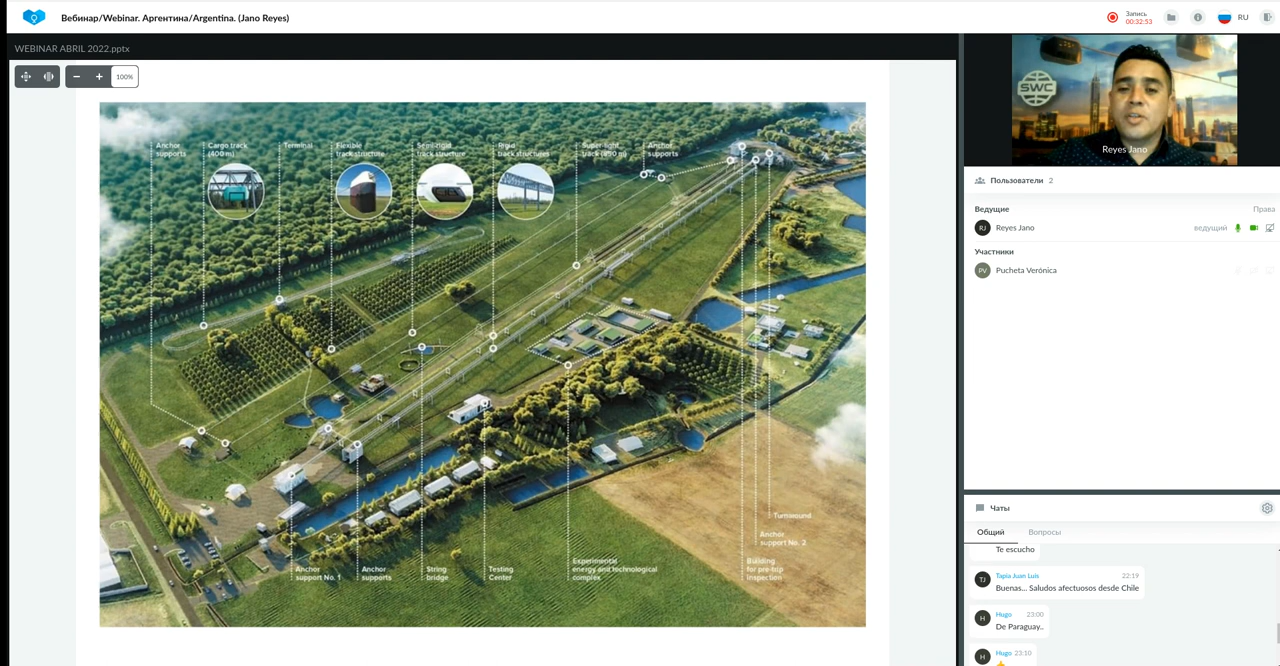 Вебинар/Webinar. Аргентина/Argentina. (Jano Reyes)
Запись
00:32:53
RU
WEBINAR ABRIL 2022.pptx
100%
Anchor
supports
Cargo track
(400 m)
Terminal
Flexible
track structure
Semi-rigid
track structure
Rigid
track structures
Super-light
track (890 m)
Anchor
supports
Turnround
Anchor
support No. 2
Building
for pre-trip
inspection
Experimental
energy and technological
complex
Testing
Center
String
bridge
Anchor
supports
Anchor
support No. 1
SWC
Reyes Jano
Пользователи 2
Ведущие
Права
RJ
Reyes Jano
ведущий
Участники
PV
Pucheta Verónica
Чаты
Общий
Вопросы
Te escucho
TJ
Tapia Juan Luis
22:19
Buenas... Saludos afectuosos desde Chile
H
Hugo
23:00
De Paraguay..
H
Hugo 23:10